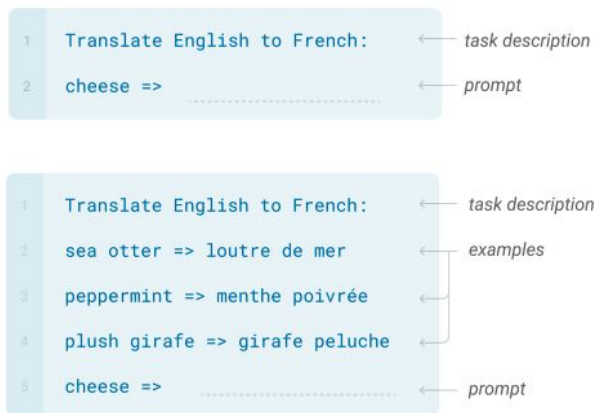 1 Translate English to French: task description
2 cheese => prompt
1 Translate English to French: task description
2 sea otter => loutre de mer examples
3 peppermint => menthe poivrée
4 plush girafe => girafe peluche
5 cheese => prompt